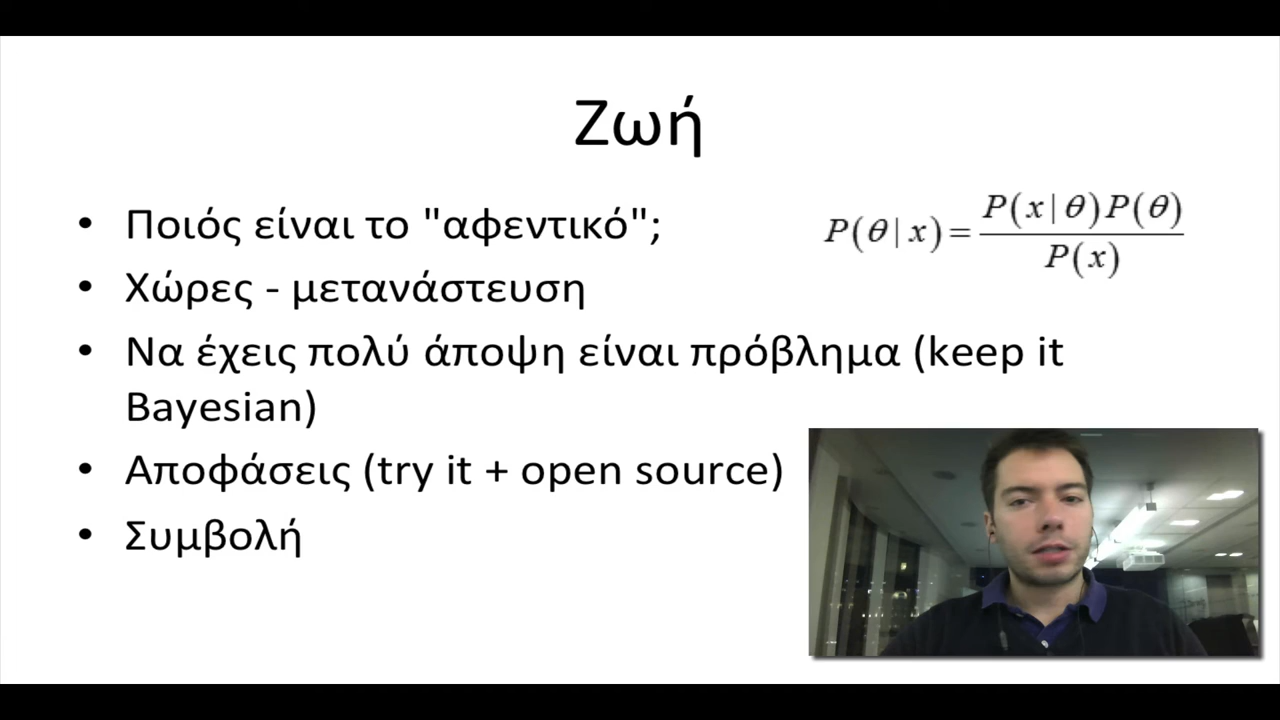 Ζωή
• Ποιός είναι το "αφεντικό";
P(θ|x) = P(x|θ)P(θ) / P(x)
• Χώρες - μετανάστευση
• Να έχεις πολύ άποψη είναι πρόβλημα (keep it
Bayesian)
• Αποφάσεις (try it + open source)
• Συμβολή